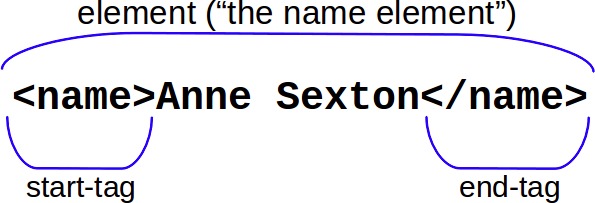 element (“the name element”)
<name>Anne Sexton</name>
start-tag end-tag